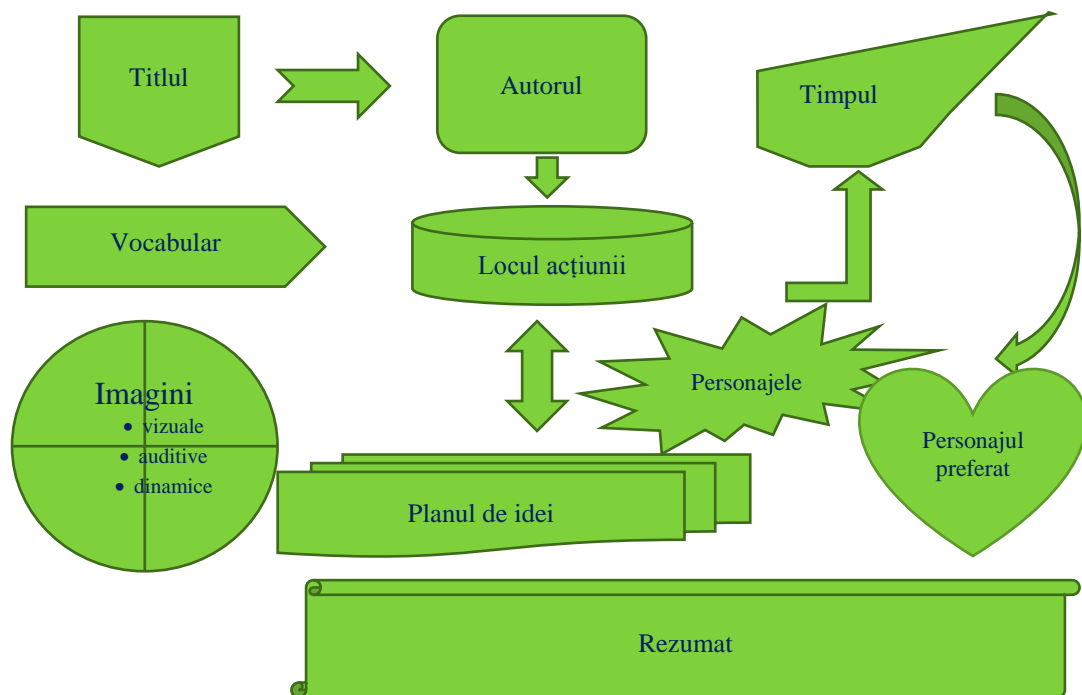 Titlul
Autorul
Timpul
Vocabular
Locul acțiunii
Imagini
• vizuale
• auditive
• dinamice
Personajele
Personajul
preferat
Planul de idei
Rezumat